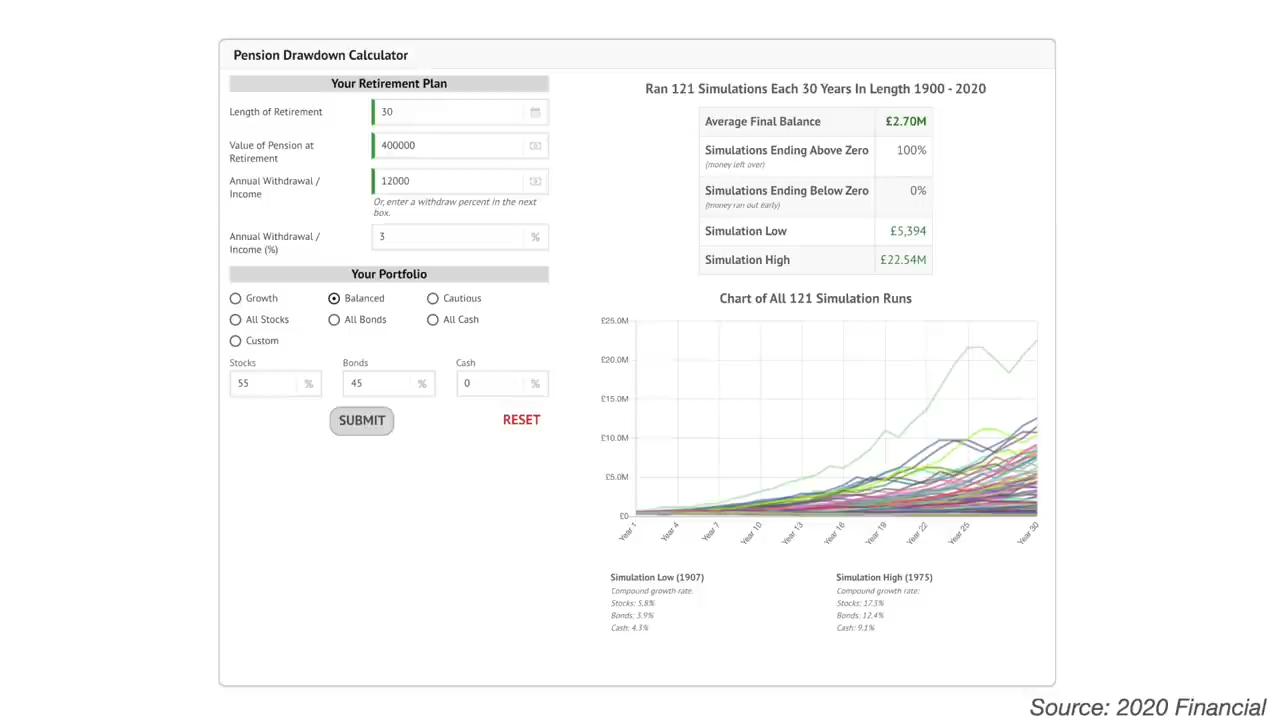 Pension Drawdown Calculator
Your Retirement Plan
Length of Retirement
30
Value of Pension at
Retirement
400000
Annual Withdrawal /
Income
12000
Or, enter a withdraw percent in the next
box.
Annual Withdrawal /
Income (%)
3
%
Your Portfolio
Growth
Balanced
Cautious
All Stocks
All Bonds
All Cash
Custom
Stocks
Bonds
Cash
55 %
45 %
0 %
SUBMIT
RESET
Ran 121 Simulations Each 30 Years In Length 1900 - 2020
Average Final Balance £2.70M
Simulations Ending Above Zero 100%
(money left over)
Simulations Ending Below Zero 0%
(money ran out early)
Simulation Low £5,394
Simulation High £22.54M
Chart of All 121 Simulation Runs
£25.0M
£20.0M
£15.0M
£10.0M
£5.0M
£0
Year 1
Year 4
Year 7
Year 10
Year 13
Year 16
Year 19
Year 22
Year 25
Year 30
Simulation Low (1907)
Compound growth rate:
Stocks: 5.8%
Bonds: 3.9%
Cash: 4.3%
Simulation High (1975)
Compound growth rate:
Stocks: 17.3%
Bonds: 12.4%
Cash: 9.1%
Source: 2020 Financial